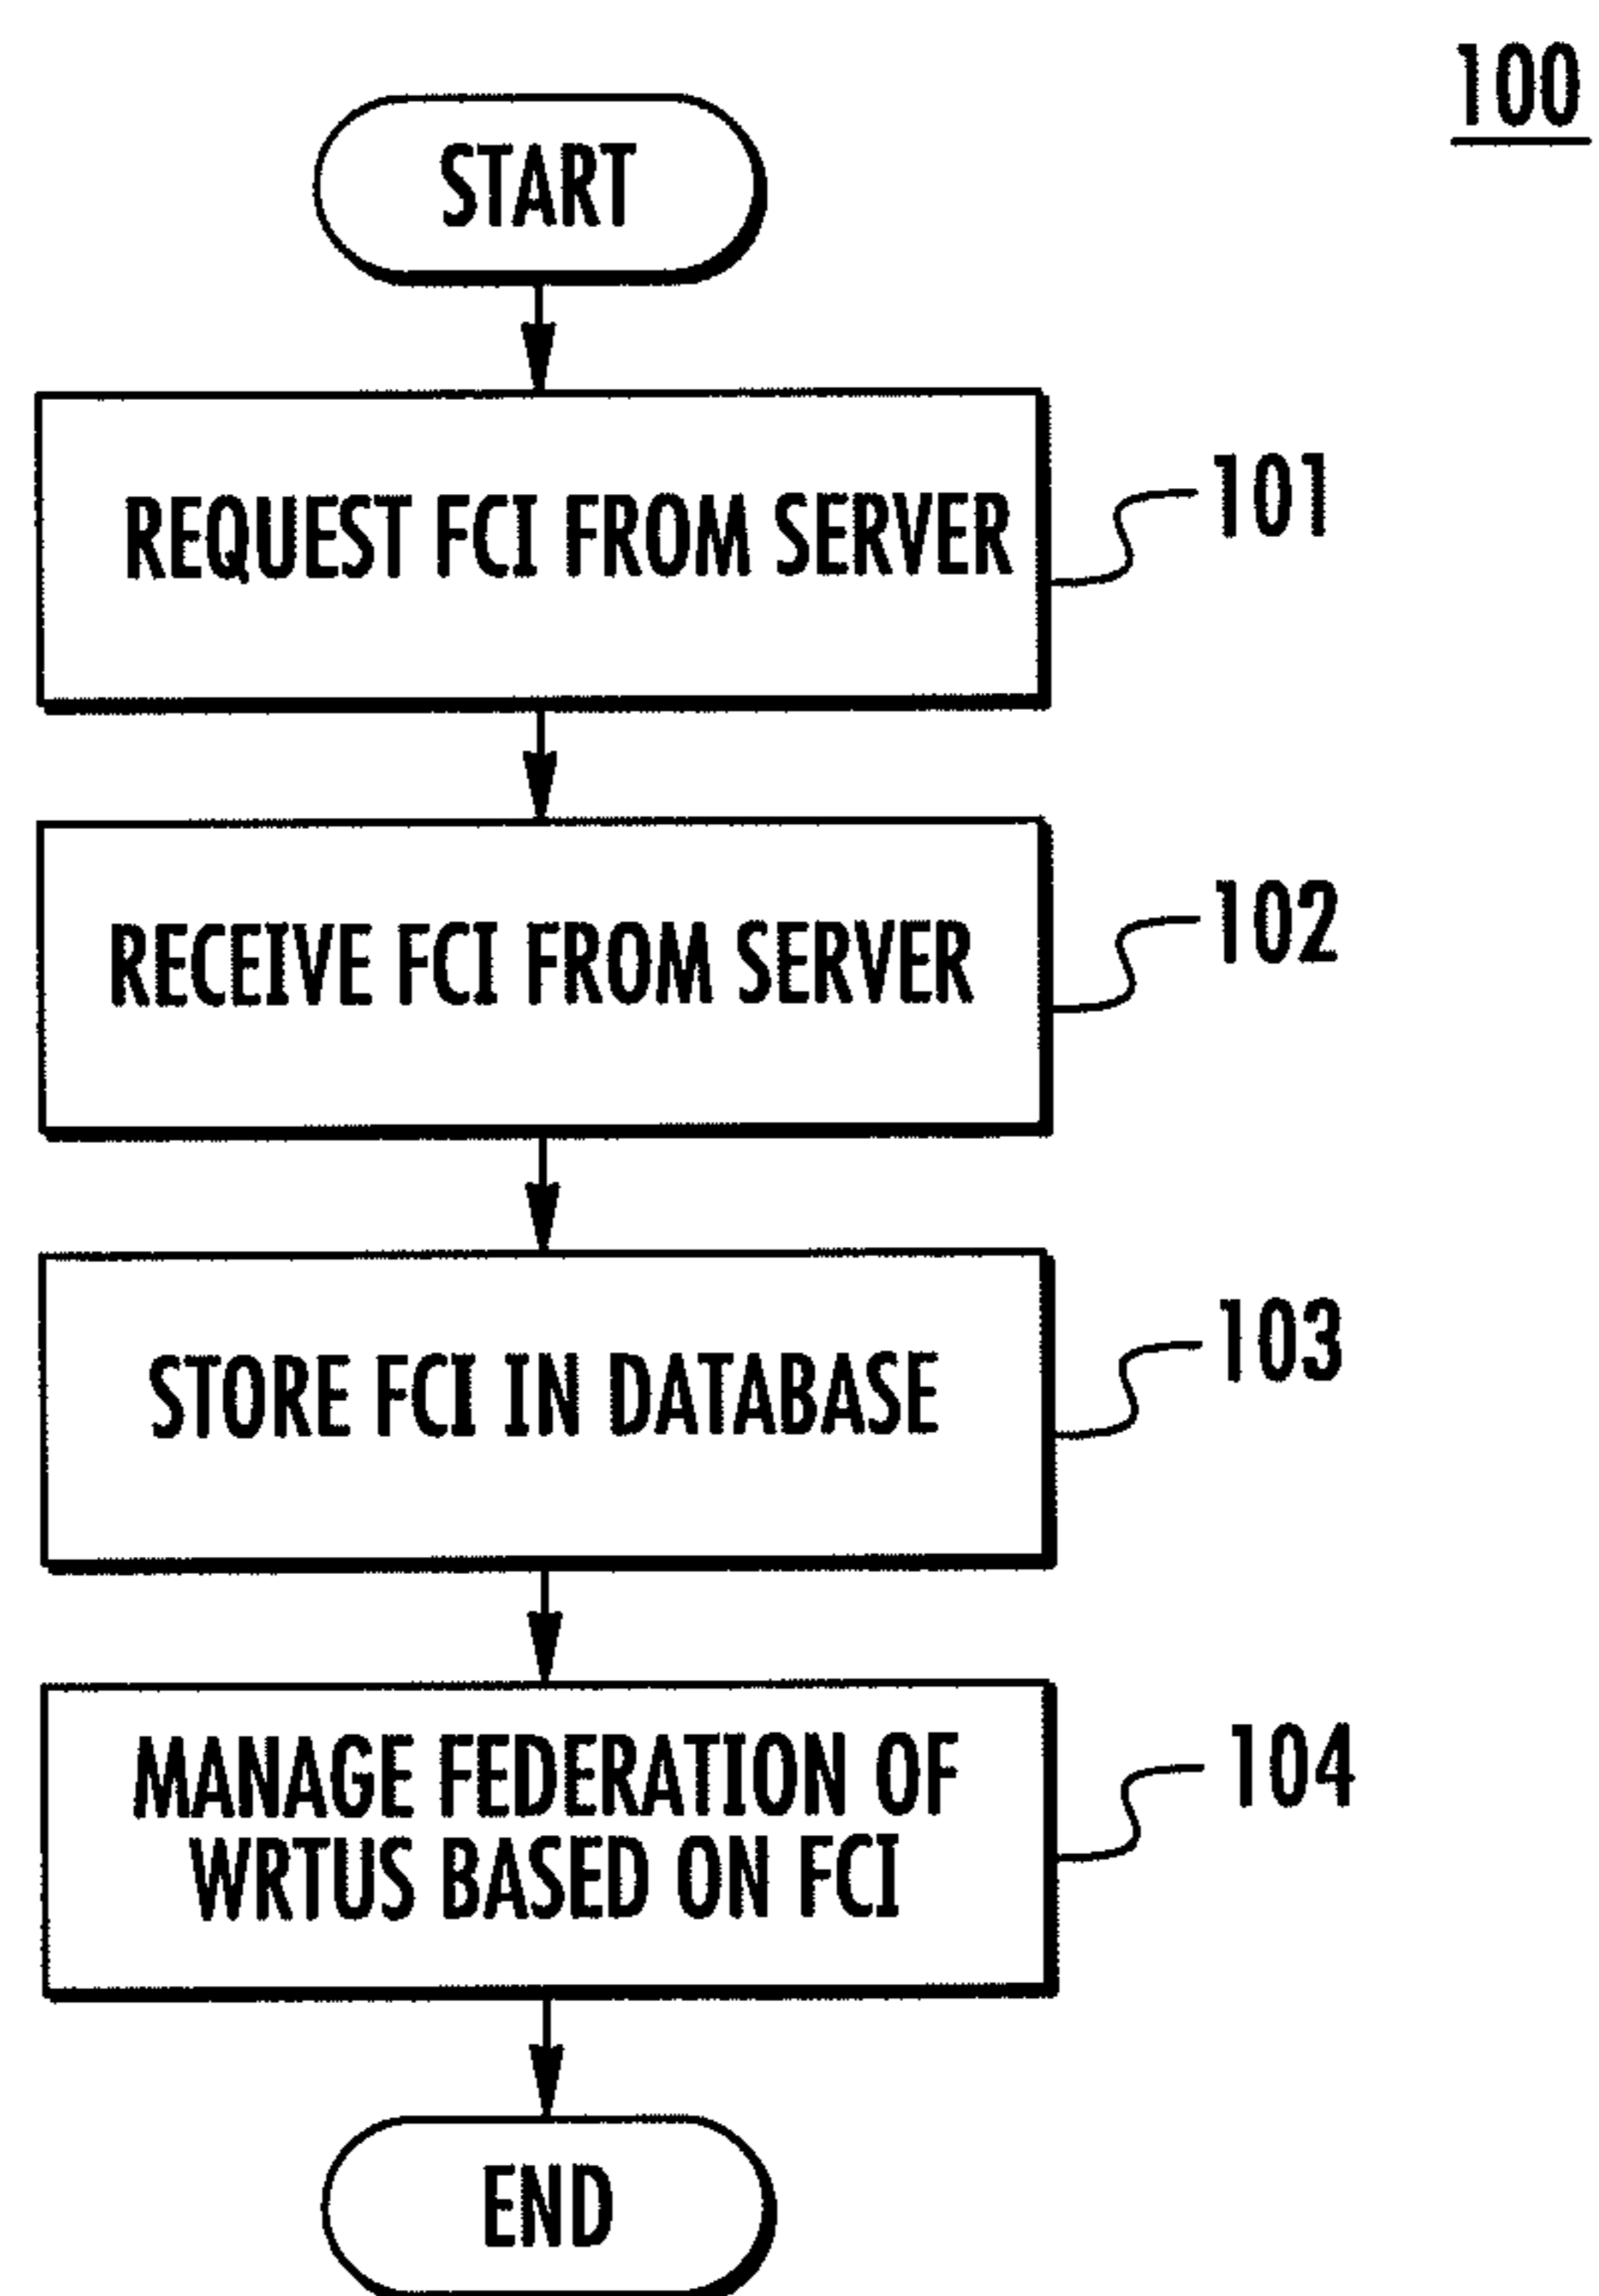 100
START
REQUEST FCI FROM SERVER
101
RECEIVE FCI FROM SERVER
102
STORE FCI IN DATABASE
103
MANAGE FEDERATION OF
WRTUS BASED ON FCI
104
END